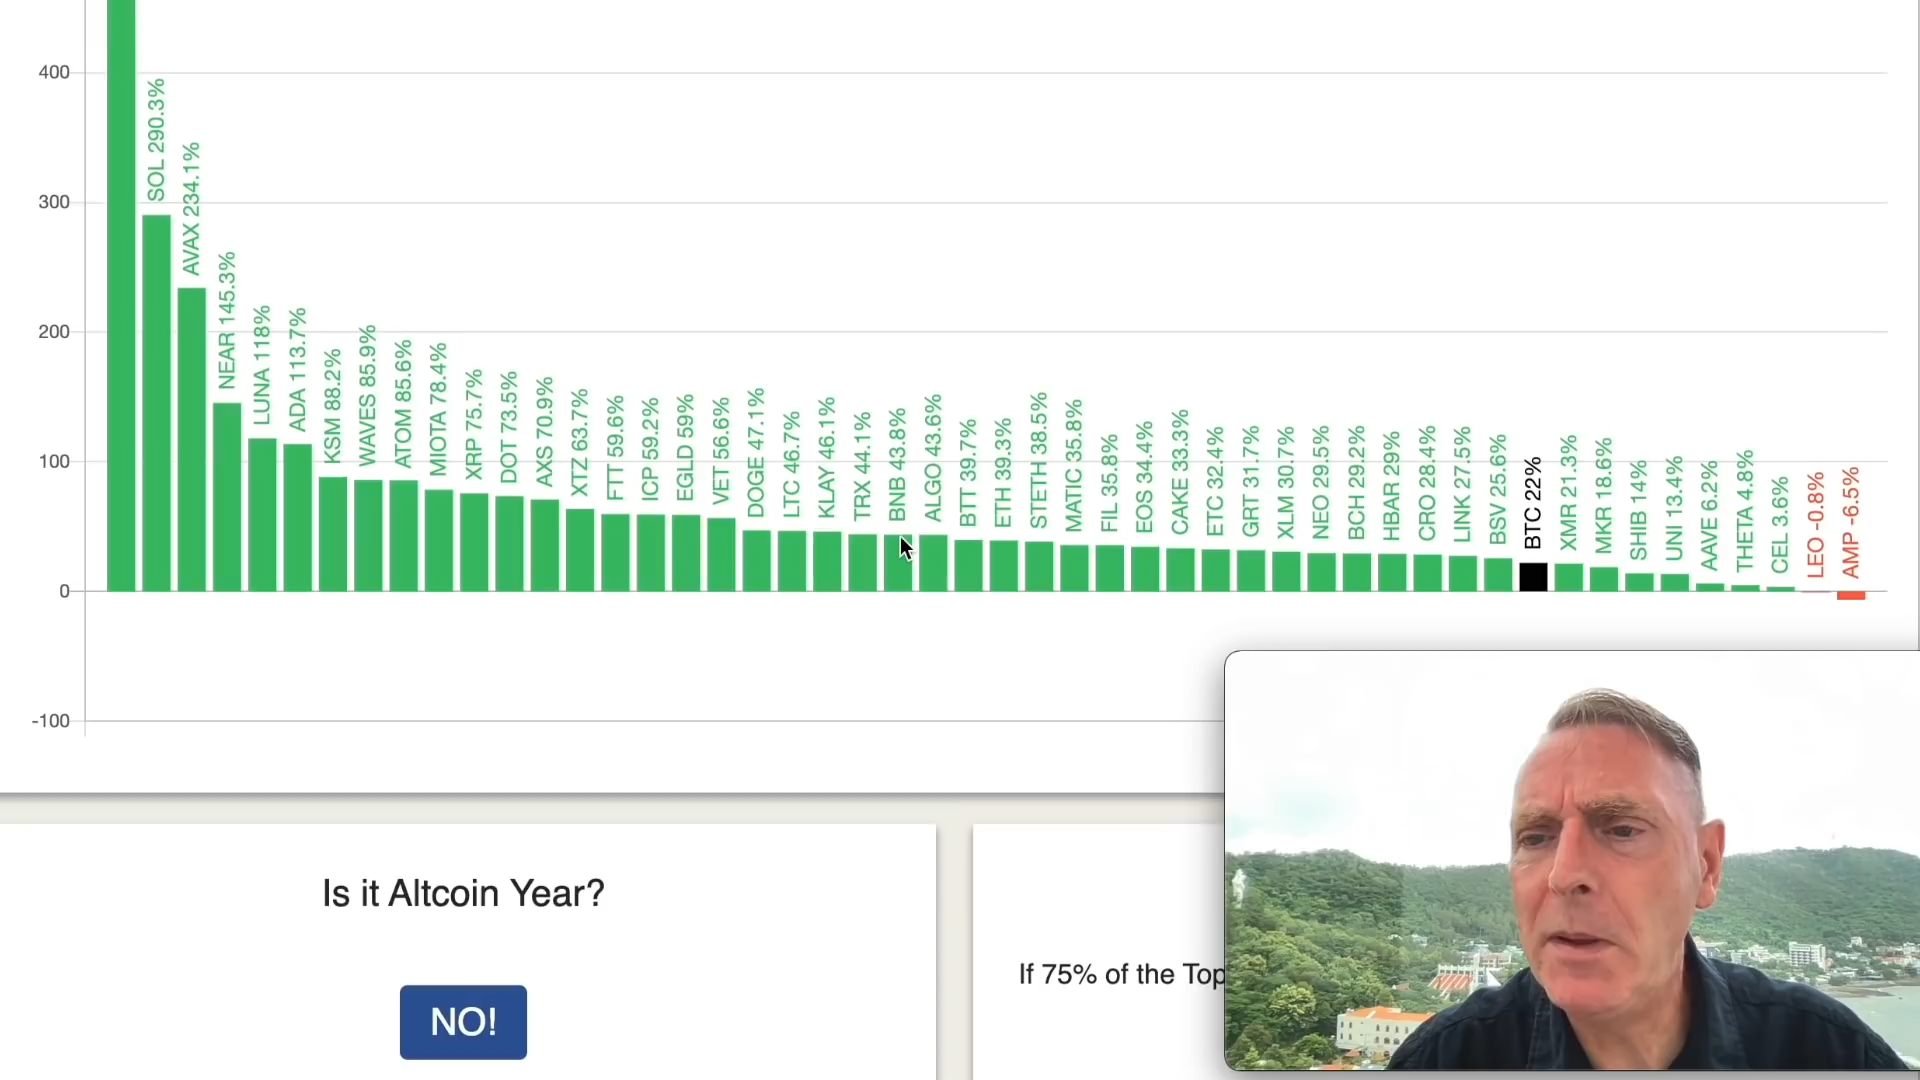 400
300
200
100
0
-100
SOL 290.3%
AVAX 234.1%
NEAR 145.3%
LUNA 118%
ADA 113.7%
KSM 88.2%
WAVES 85.9%
ATOM 85.6%
MIOTA 78.4%
XRP 75.7%
DOT 73.5%
AXS 70.9%
XTZ 63.7%
FTT 59.6%
ICP 59.2%
EGLD 59%
VET 56.6%
DOGE 47.1%
LTC 46.7%
KLAY 46.1%
TRX 44.1%
BNB 43.8%
ALGO 43.6%
BTT 39.7%
ETH 39.3%
STETH 38.5%
MATIC 35.8%
FIL 35.8%
EOS 34.4%
CAKE 33.3%
ETC 32.4%
GRT 31.7%
XLM 30.7%
NEO 29.5%
BCH 29.2%
HBAR 29%
CRO 28.4%
LINK 27.5%
BSV 25.6%
BTC 22%
XMR 21.3%
MKR 18.6%
SHIB 14%
UNI 13.4%
AAVE 6.2%
THETA 4.8%
CEL 3.6%
LEO -0.8%
AMP -6.5%
Is it Altcoin Year?
NO!
If 75% of the Top